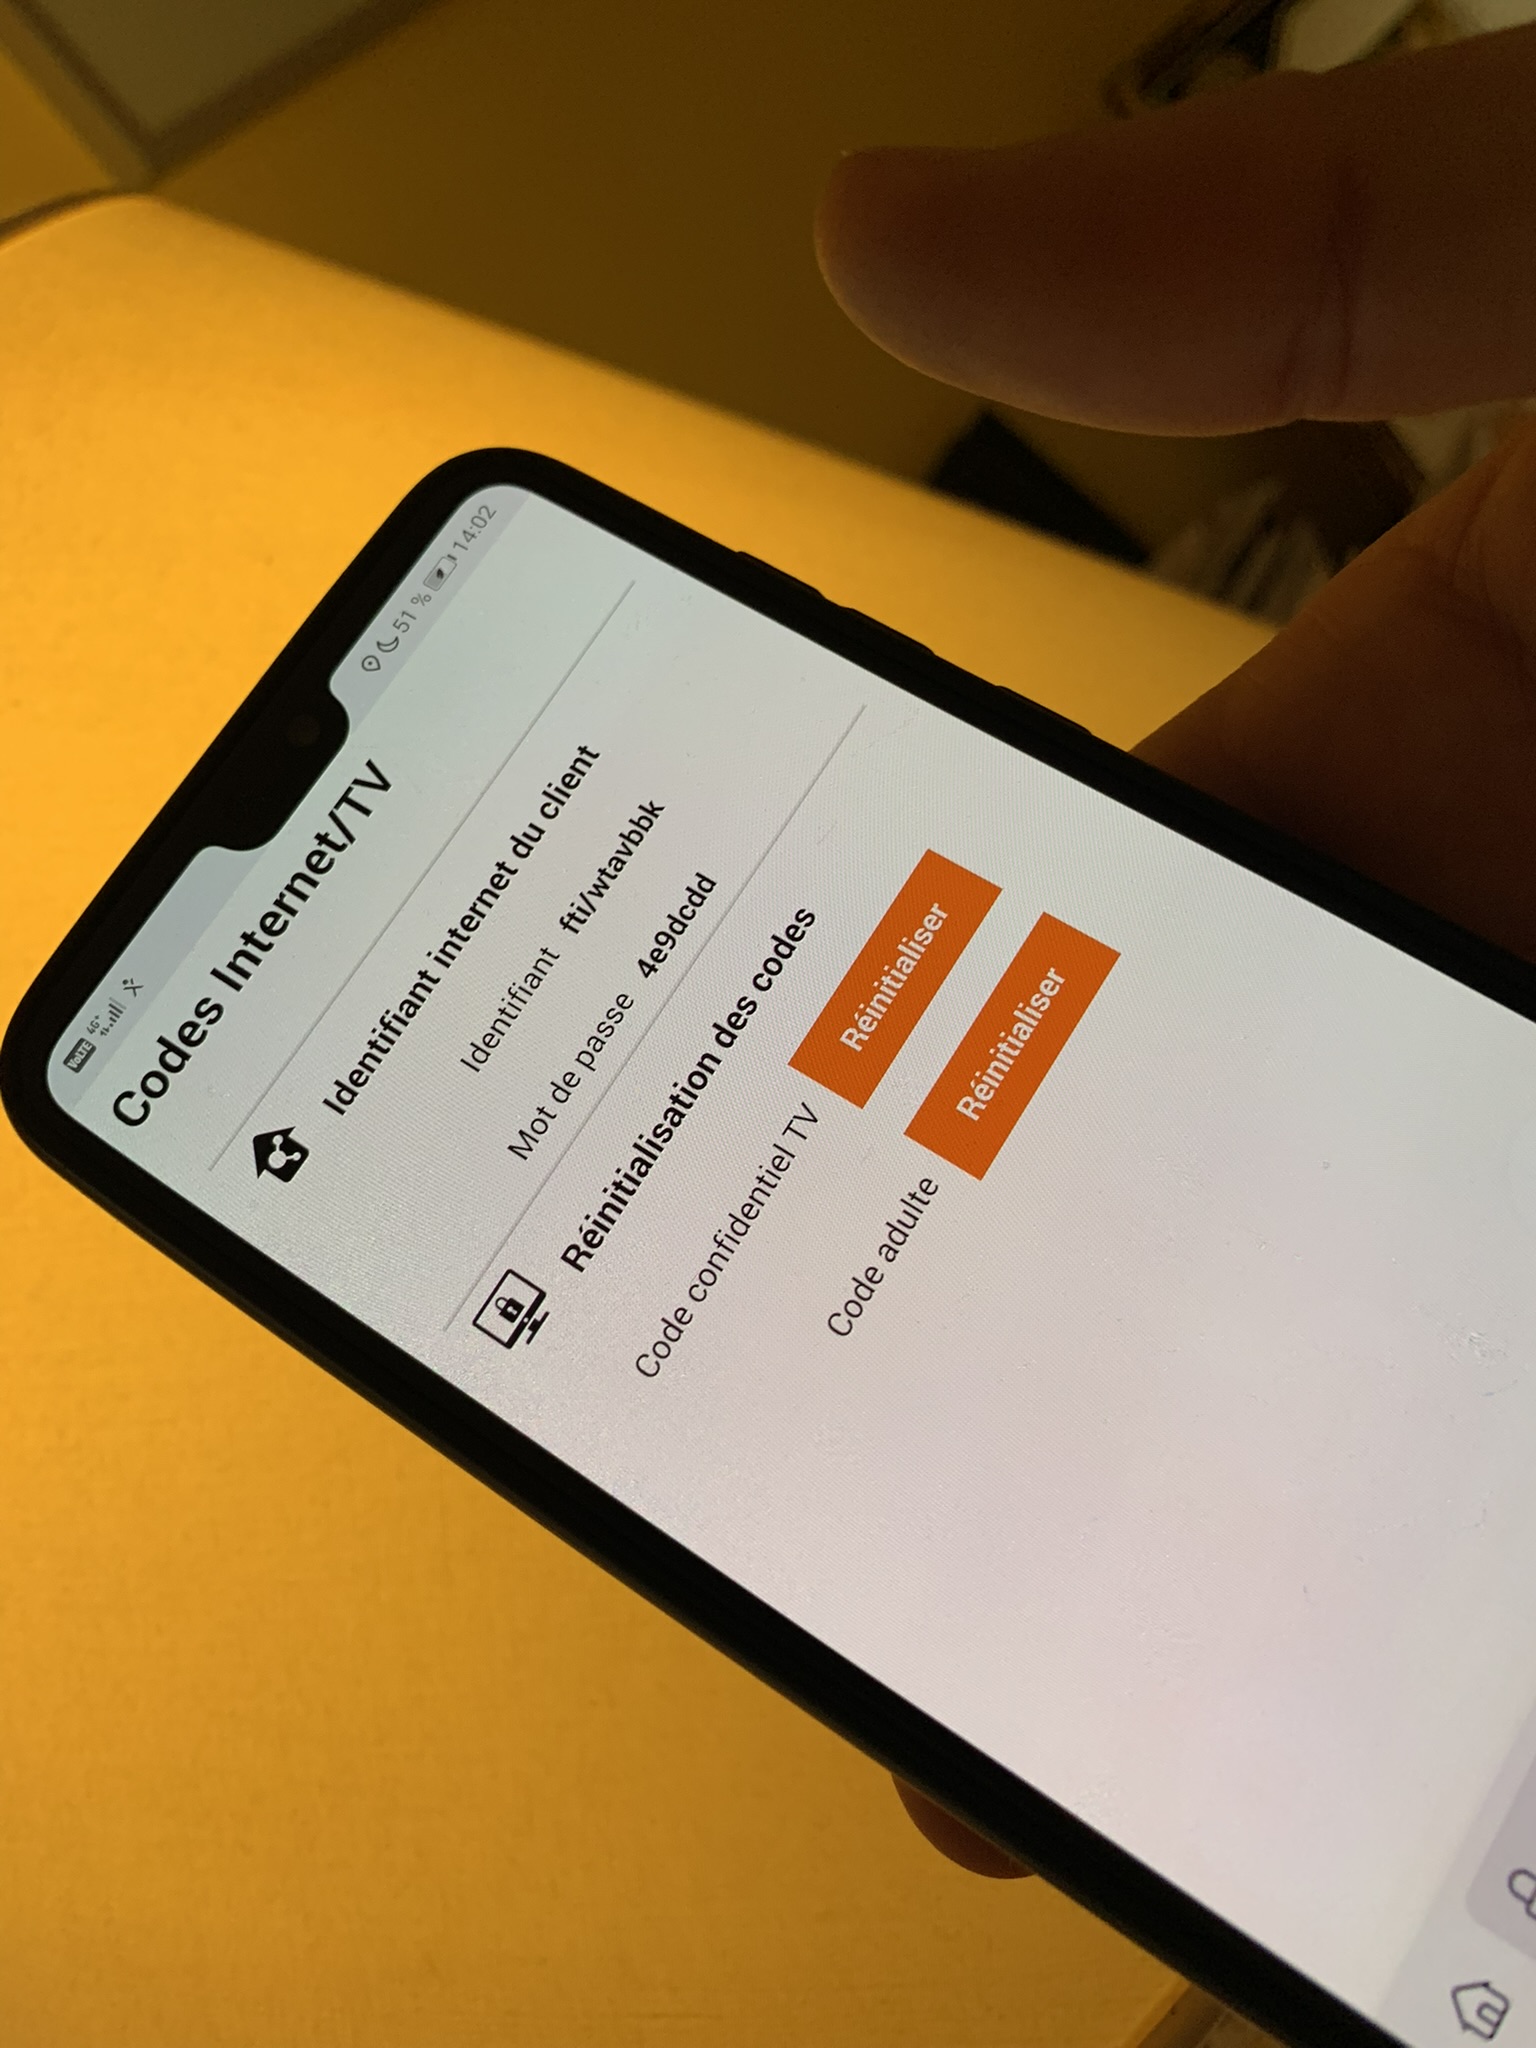 VoLTE 4G+ 51 % 14:02
Codes Internet/TV
Identifiant internet du client
Identifiant fti/wtavbbk
Mot de passe 4e9dcdd
Réinitialisation des codes
Code confidentiel TV Réinitialiser
Code adulte Réinitialiser